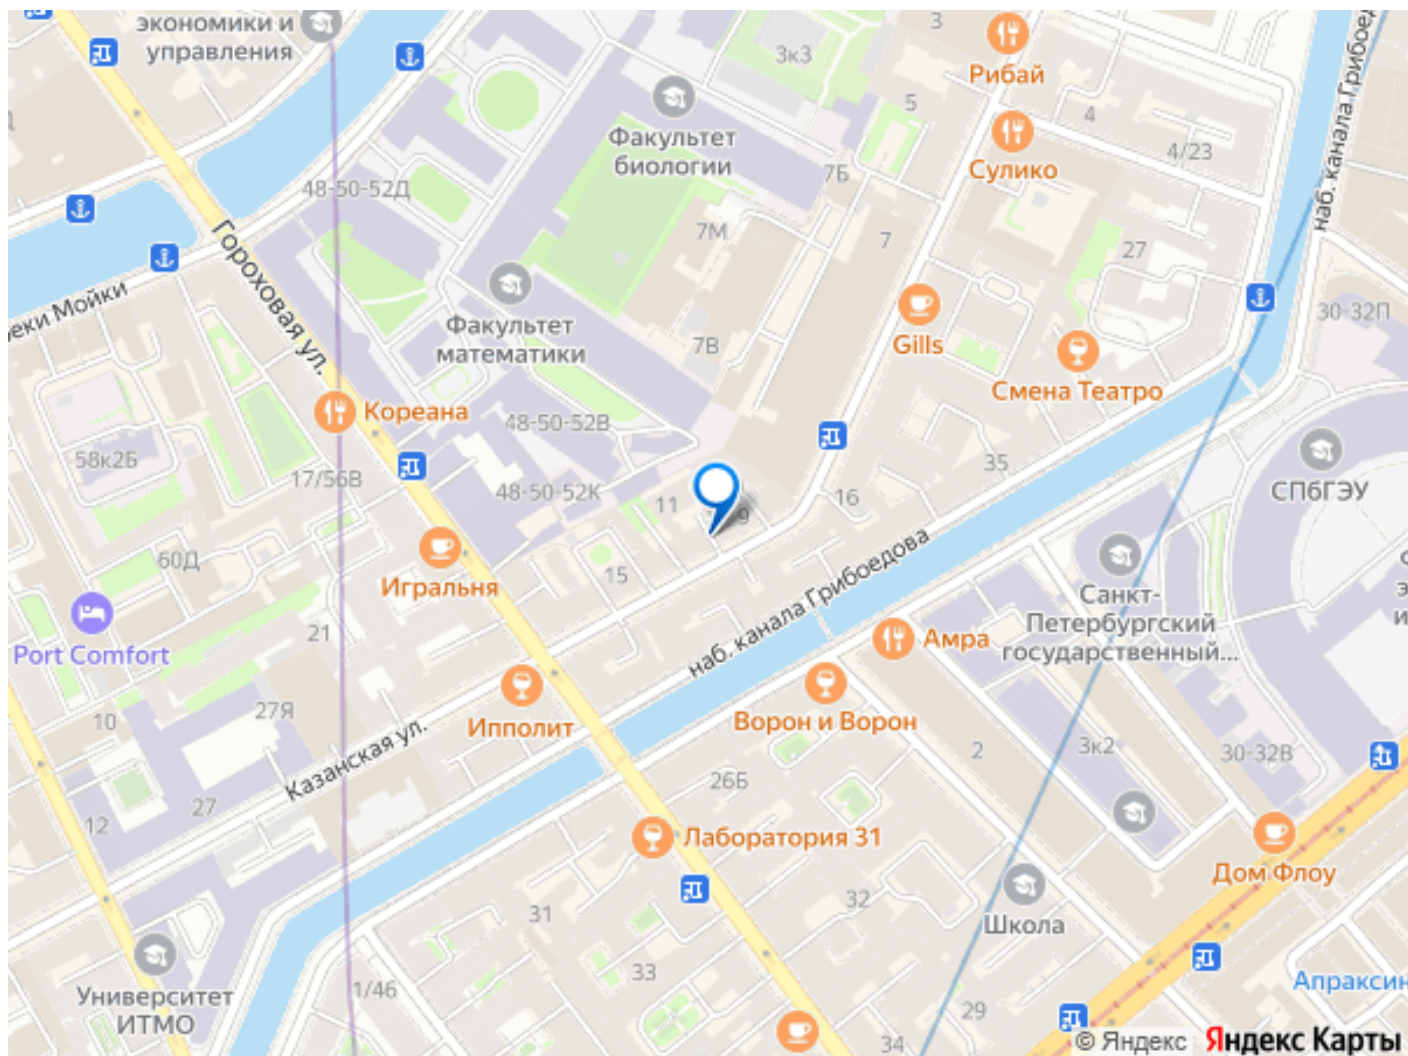 экономики и
управления
3
Рибай
3к3
5
4
Сулико
4/23
Факультет
биологии
7Б
48-50-52Д
7М
7
27
наб. канала Грибоед
Гороховая ул.
еки Мойки
30-32П
Gills
Факультет
математики
7В
Смена Театро
Кореана
48-50-52В
58к2Б
17/56В
35
48-50-52К
11
9
16
СПбГЭУ
60Д
Игральня
15
наб. канала Грибоедова
Санкт-
Петербургский
государственный...
Port Comfort
21
Амра
10
27Я
Ипполит
Ворон и Ворон
Казанская ул.
2
3к2
30-32В
26Б
27
12
Лаборатория 31
Дом Флоу
31
32
Школа
33
Университет
ИТМО
1/46
29
34
Апраксин
© Яндекс
Яндекс Карты